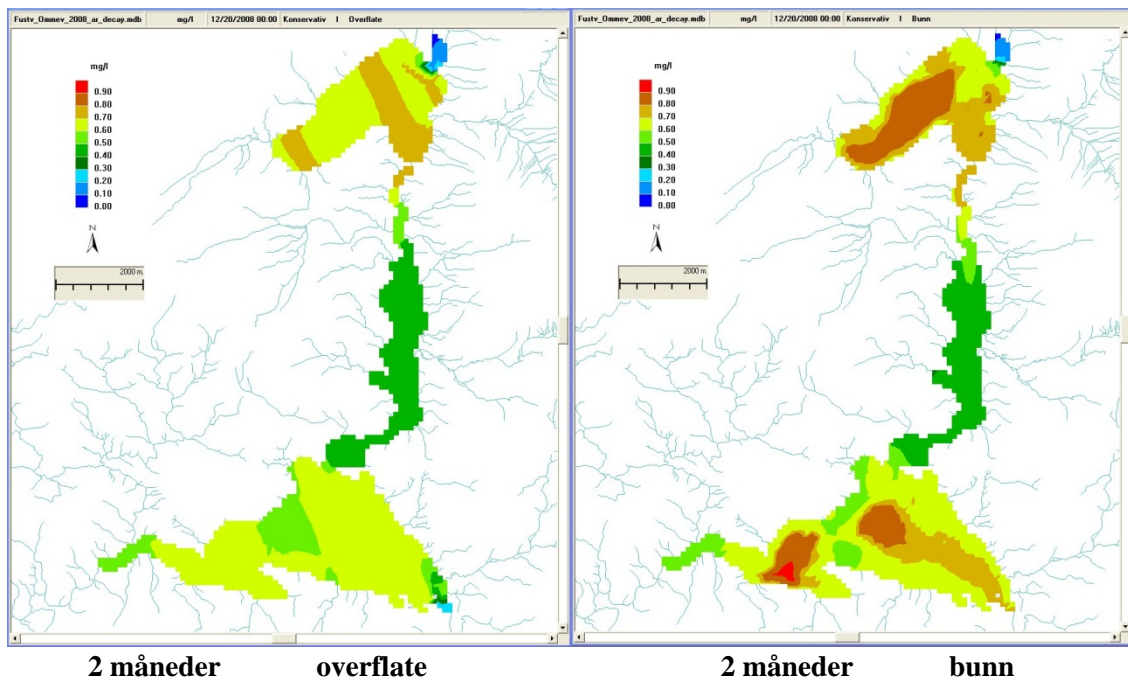 Fustv_Ommev_2008_ar_decay.mdb mg/l 12/20/2008 00:00 Konservativ I Overflate
mg/l
0.90
0.80
0.70
0.60
0.50
0.40
0.30
0.20
0.10
0.00
N
2000 m.
Fustv_Ommev_2008_ar_decay.mdb mg/l 12/20/2008 00:00 Konservativ I Bunn
mg/l
0.90
0.80
0.70
0.60
0.50
0.40
0.30
0.20
0.10
0.00
N
2000 m.
2 måneder overflate
2 måneder bunn